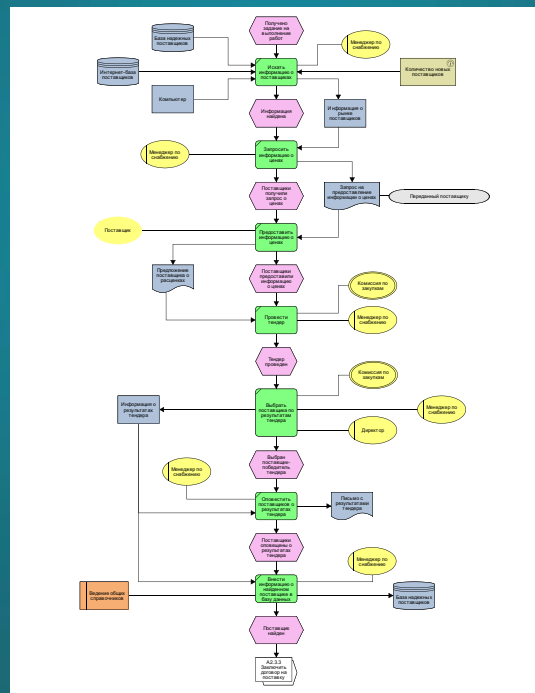 Получено
задание на
выполнение
работ
База надежных
поставщиков
Менеджер по
снабжению
Интернет-база
поставщиков
Искать
информацию о
поставщиках
Количество новых
поставщиков
Компьютер
Информация
найдена
Информация о
рынке
поставщиков
Менеджер по
снабжению
Запросить
информацию о
ценах
Поставщики
получили
запрос о
ценах
Запрос на
предоставление
информации о ценах
Переданный поставщику
Поставщик
Предоставить
информацию о
ценах
Предложение
поставщика о
расценках
Поставщики
предоставили
информацию
о ценах
Комиссия по
закупкам
Провести
тендер
Менеджер по
снабжению
Тендер
проведен
Комиссия по
закупкам
Информация о
результатах
тендера
Выбрать
поставщика по
результатам
тендера
Менеджер по
снабжению
Директор
Выбран
поставщик-
победитель
тендера
Менеджер по
снабжению
Оповестить
поставщиков о
результатах
тендера
Письмо с
результатами
тендера
Поставщики
оповещены о
результатах
тендера
Менеджер по
снабжению
Ведение общих
справочников
Внести
информацию о
найденном
поставщике в
базу данных
База надежных
поставщиков
Поставщик
найден
А2.3.3
Заключить
договор на
поставку